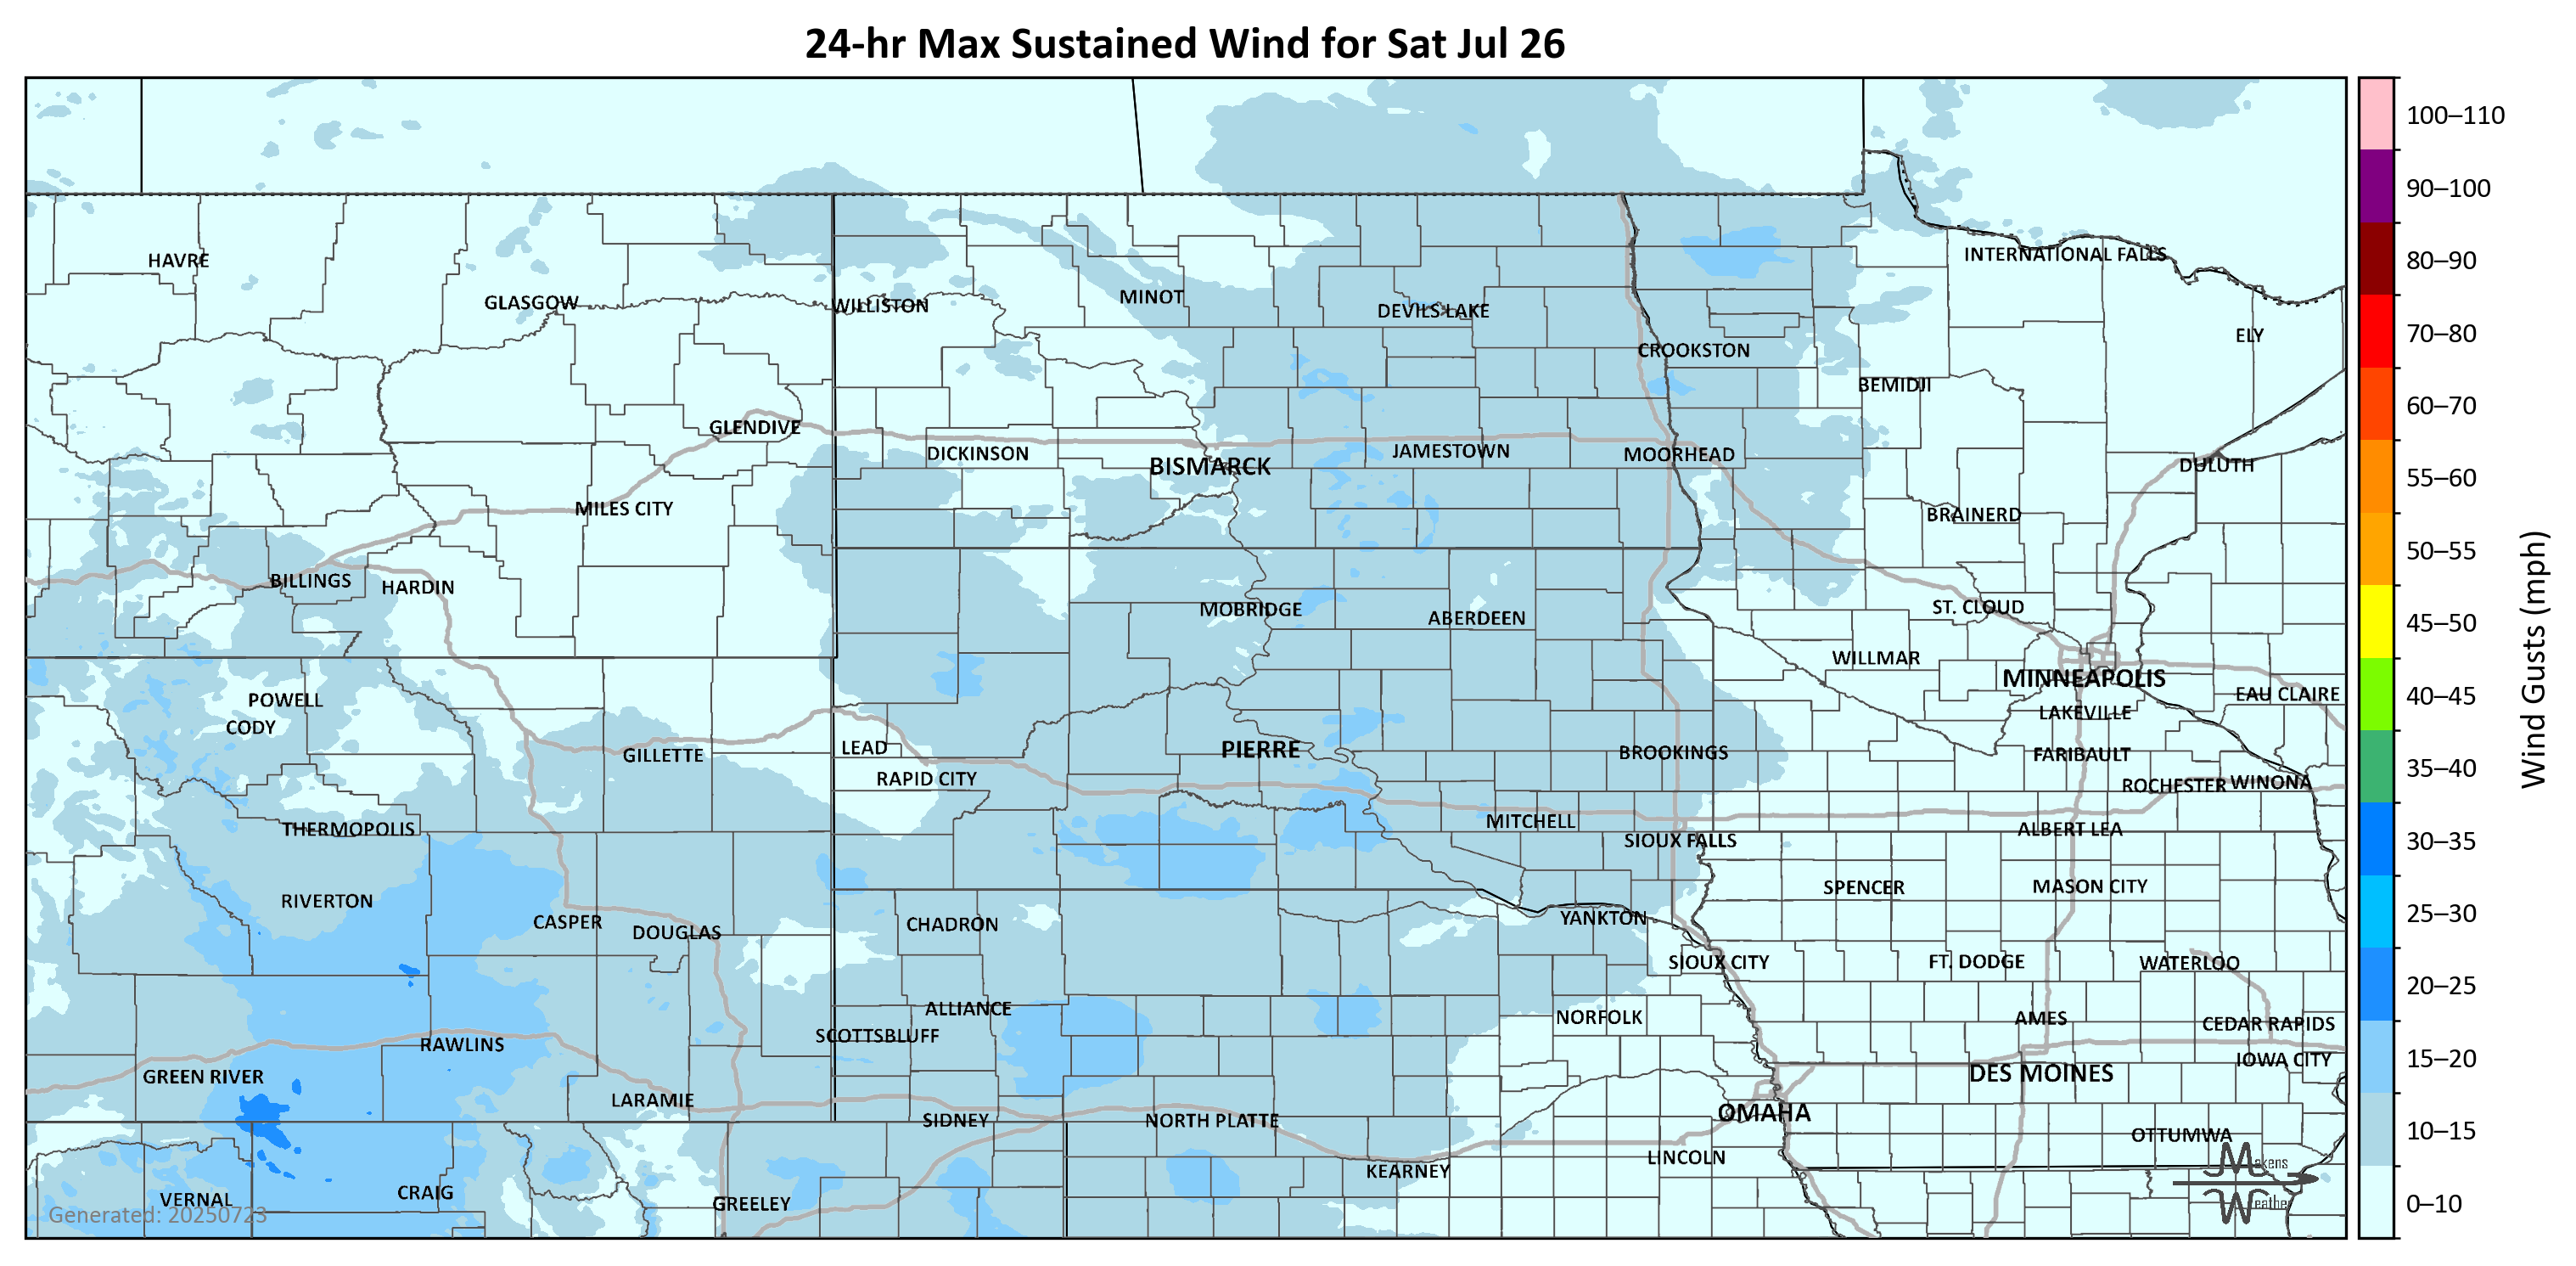 24-hr Max Sustained Wind for Sat Jul 26
100–110
90–100
80–90
70–80
60–70
55–60
50–55
45–50
40–45
35–40
30–35
25–30
20–25
15–20
10–15
0–10
Wind Gusts (mph)
HAVRE
INTERNATIONAL FALLS
GLASGOW
WILLISTON
MINOT
DEVILS LAKE
ELY
CROOKSTON
BEMIDJI
GLENDIVE
DICKINSON
BISMARCK
JAMESTOWN
MOORHEAD
DULUTH
MILES CITY
BRAINERD
BILLINGS
HARDIN
MOBRIDGE
ABERDEEN
ST. CLOUD
WILLMAR
MINNEAPOLIS
EAU CLAIRE
POWELL
CODY
LAKEVILLE
GILLETTE
LEAD
PIERRE
BROOKINGS
FARIBAULT
RAPID CITY
ROCHESTER
WINONA
THERMOPOLIS
MITCHELL
ALBERT LEA
SIOUX FALLS
RIVERTON
SPENCER
MASON CITY
CASPER
DOUGLAS
CHADRON
YANKTON
SIOUX CITY
FT. DODGE
WATERLOO
ALLIANCE
NORFOLK
AMES
CEDAR RAPIDS
SCOTTSBLUFF
RAWLINS
IOWA CITY
GREEN RIVER
DES MOINES
LARAMIE
SIDNEY
NORTH PLATTE
OMAHA
OTTUMWA
LINCOLN
KEARNEY
VERNAL
CRAIG
GREELEY
Makens
Weather
Generated: 20250723